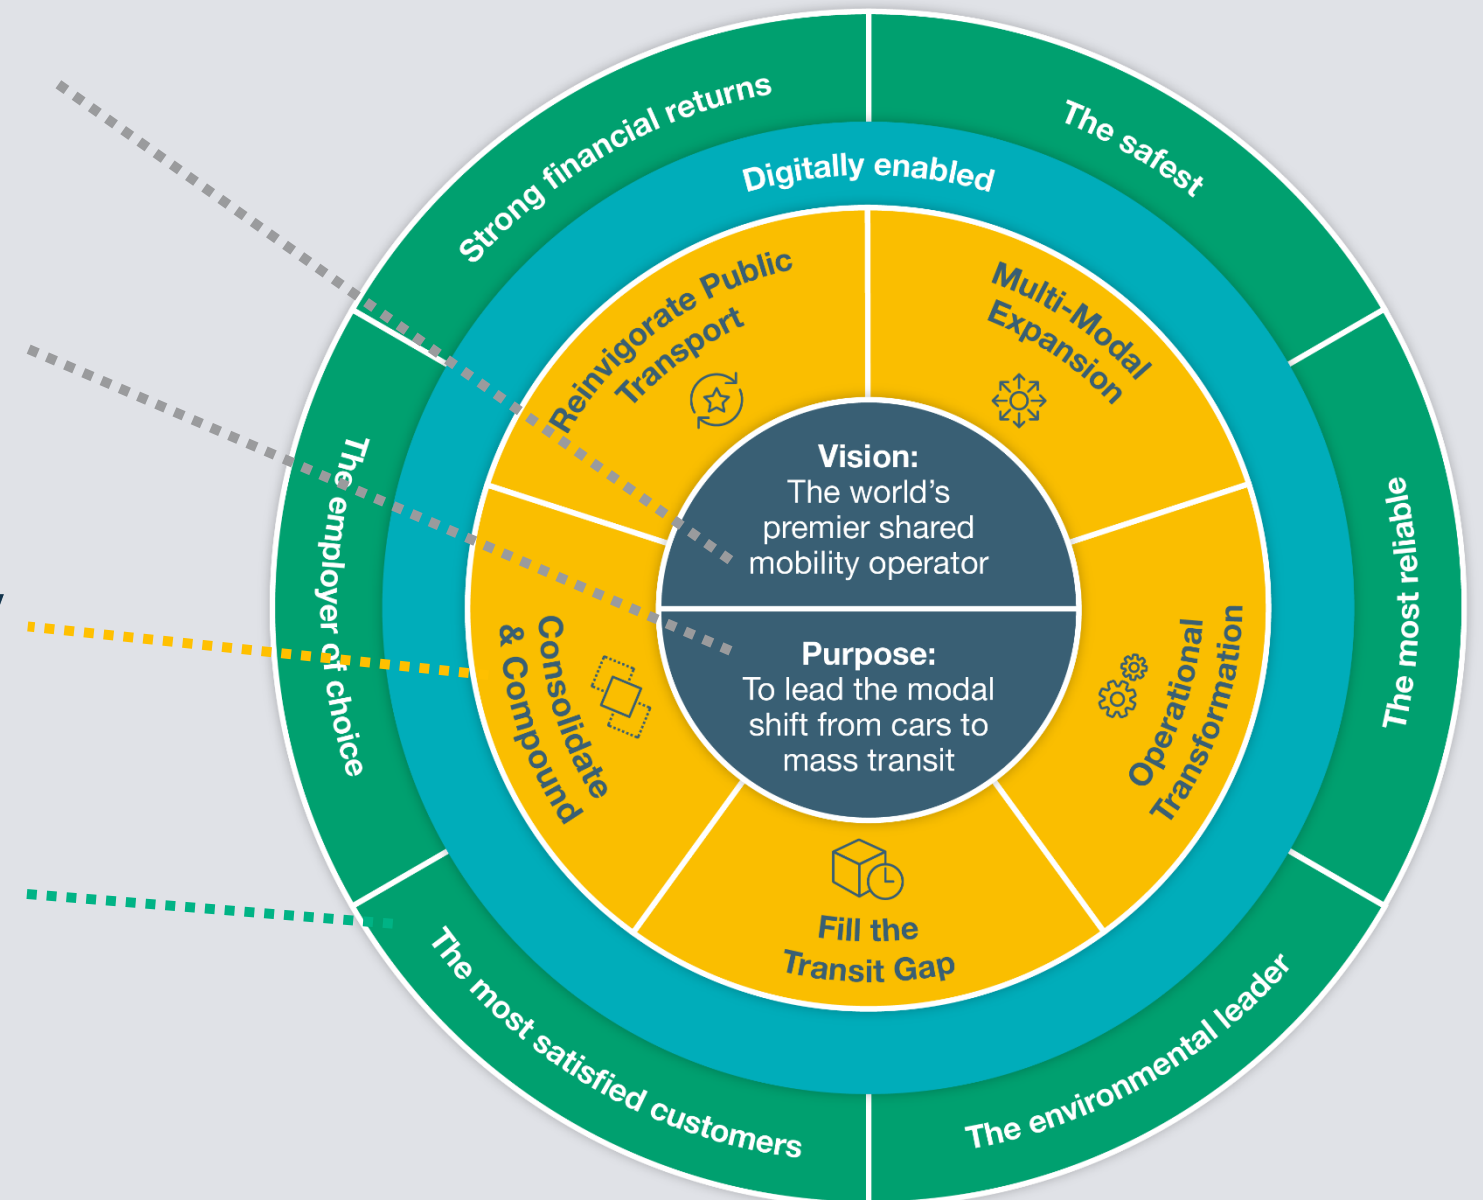 Strong financial returns
The safest
Digitally enabled
Reinvigorate Public
Transport
Multi-Modal
Expansion
Vision:
The world's
premier shared
mobility operator
Purpose:
To lead the modal
shift from cars to
mass transit
The employer of choice
The most reliable
Consolidate
& Compound
Operational
Transformation
Fill the
Transit Gap
The most satisfied customers
The environmental leader